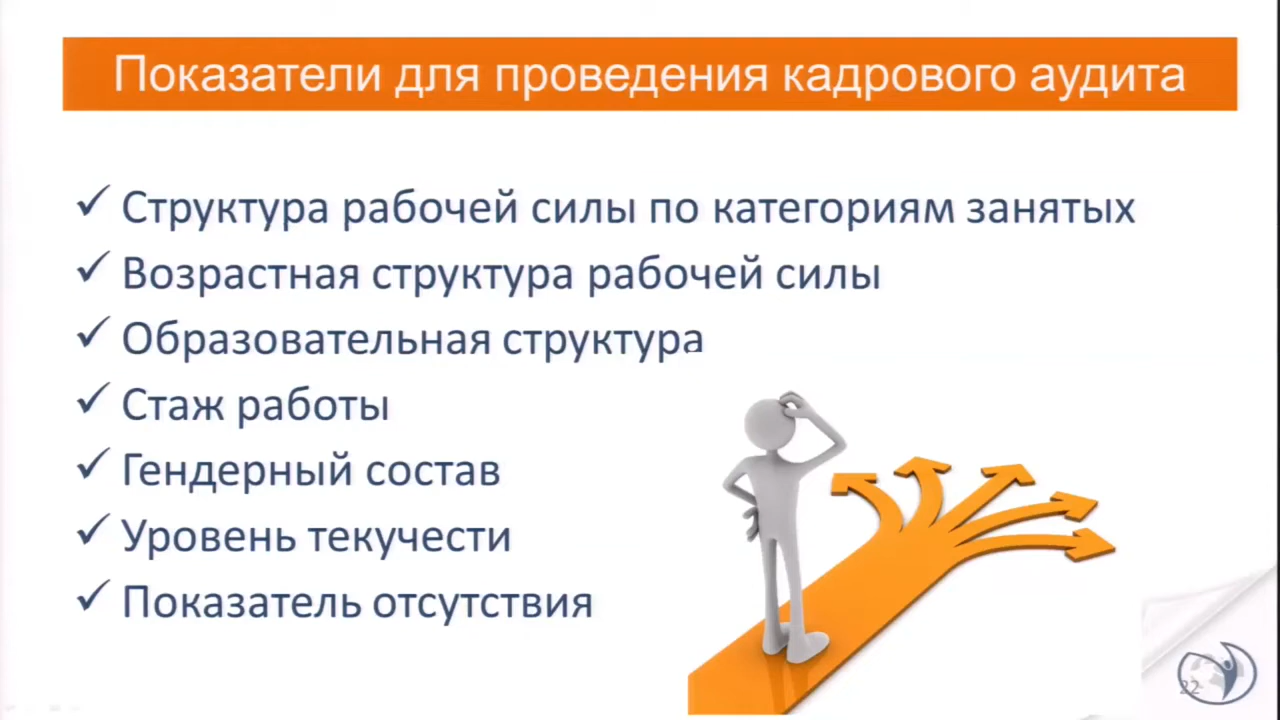 Показатели для проведения кадрового аудита
Структура рабочей силы по категориям занятых
Возрастная структура рабочей силы
Образовательная структура
Стаж работы
Гендерный состав
Уровень текучести
Показатель отсутствия
22